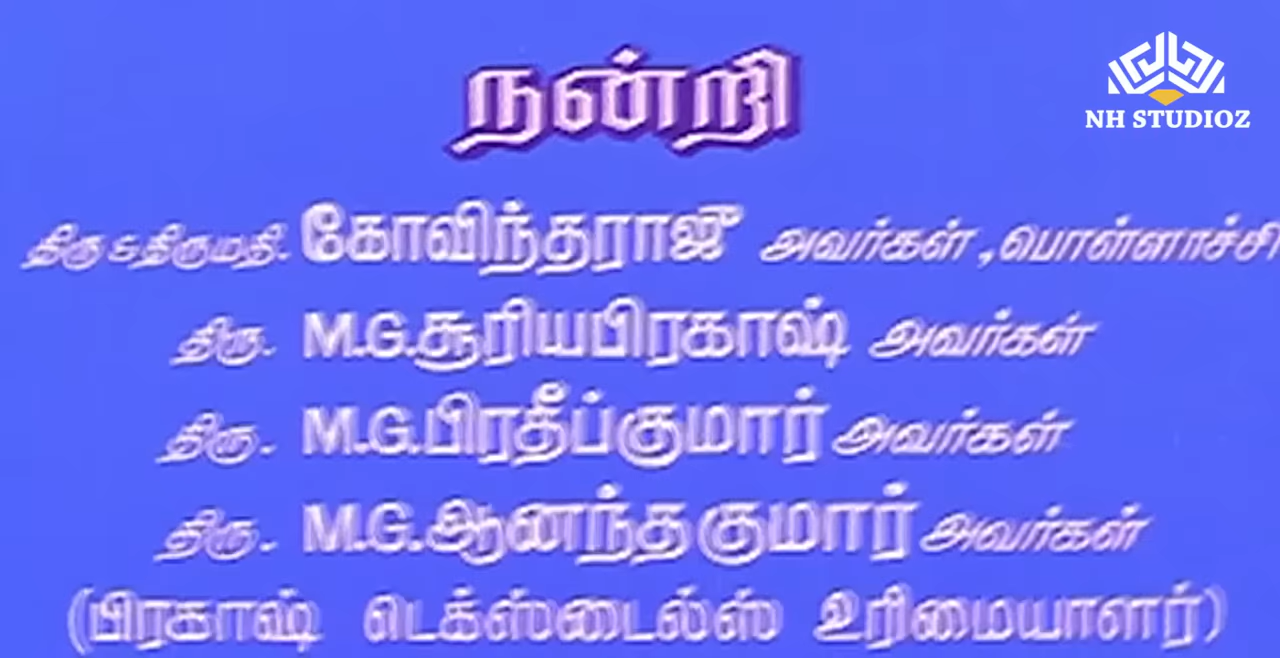 நன்றி
NH STUDIOZ
திரு & திருமதி. கோவிந்தராஜீ அவர்கள் ,பொள்ளாச்சி
திரு. M.G.சூரியபிரகாஷ் அவர்கள்
திரு. M.G.பிரதீப்குமார் அவர்கள்
திரு. M.G.ஆனந்தகுமார் அவர்கள்
(பிரகாஷ் டெக்ஸ்டைல்ஸ் உரிமையாளர்)